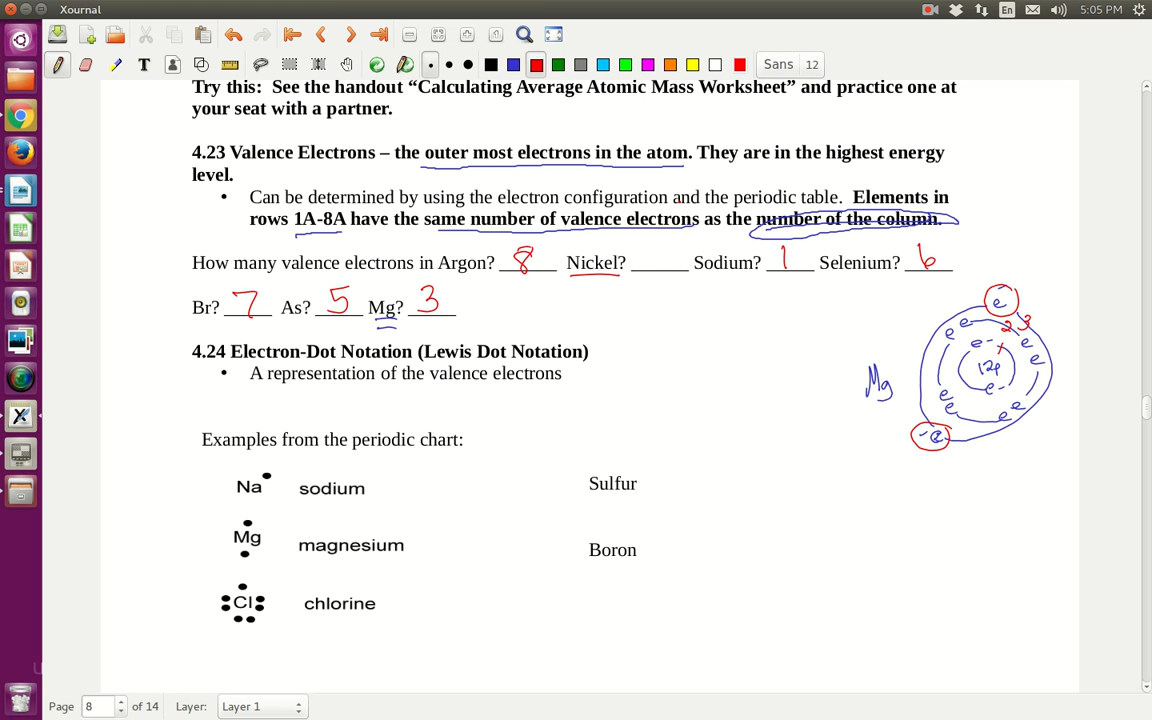 Xournal
En
5:05 PM
Sans 12
Try this: See the handout “Calculating Average Atomic Mass Worksheet” and practice one at
your seat with a partner.
4.23 Valence Electrons – the outer most electrons in the atom. They are in the highest energy
level.
• Can be determined by using the electron configuration and the periodic table. Elements in
rows 1A-8A have the same number of valence electrons as the number of the column.
How many valence electrons in Argon? 8 Nickel? ______ Sodium? 1 Selenium? 6
Br? 7 As? 5 Mg? 3
4.24 Electron-Dot Notation (Lewis Dot Notation)
• A representation of the valence electrons
Examples from the periodic chart:
Na sodium
Mg magnesium
Cl chlorine
Sulfur
Boron
Mg
e-
2 3
e e
e e- e
12p e
e-
e
e e e
-e
Page 8 of 14 Layer: Layer 1